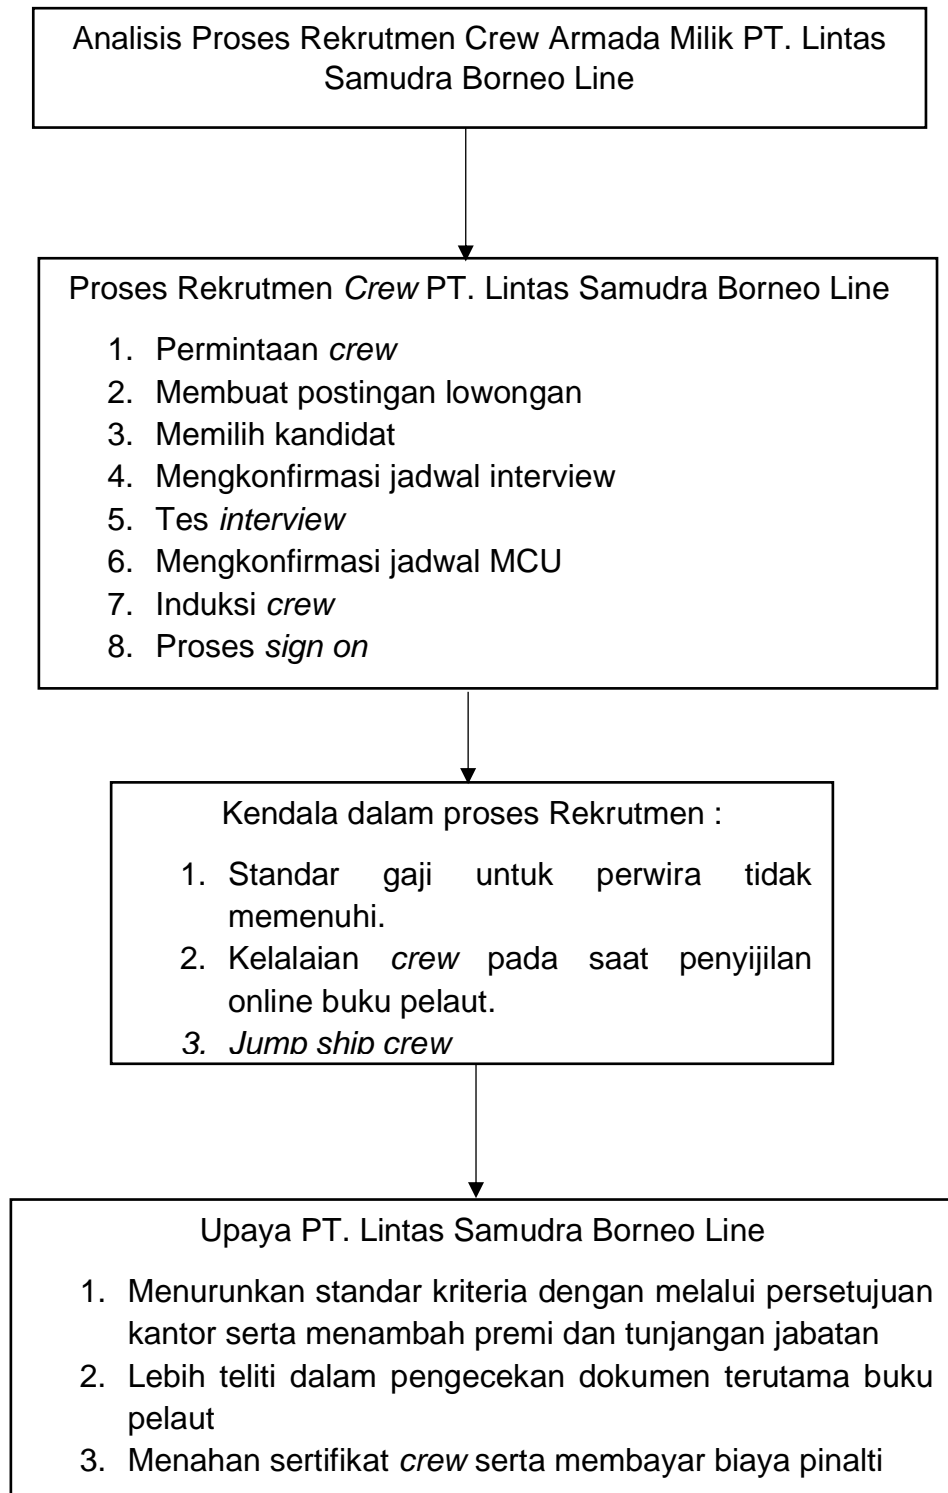 Analisis Proses Rekrutmen Crew Armada Milik PT. Lintas
Samudra Borneo Line
Proses Rekrutmen Crew PT. Lintas Samudra Borneo Line
1. Permintaan crew
2. Membuat postingan lowongan
3. Memilih kandidat
4. Mengkonfirmasi jadwal interview
5. Tes interview
6. Mengkonfirmasi jadwal MCU
7. Induksi crew
8. Proses sign on
Kendala dalam proses Rekrutmen :
1. Standar gaji untuk perwira tidak
memenuhi.
2. Kelalaian crew pada saat penyijilan
online buku pelaut.
3. Jump ship crew
Upaya PT. Lintas Samudra Borneo Line
1. Menurunkan standar kriteria dengan melalui persetujuan
kantor serta menambah premi dan tunjangan jabatan
2. Lebih teliti dalam pengecekan dokumen terutama buku
pelaut
3. Menahan sertifikat crew serta membayar biaya pinalti